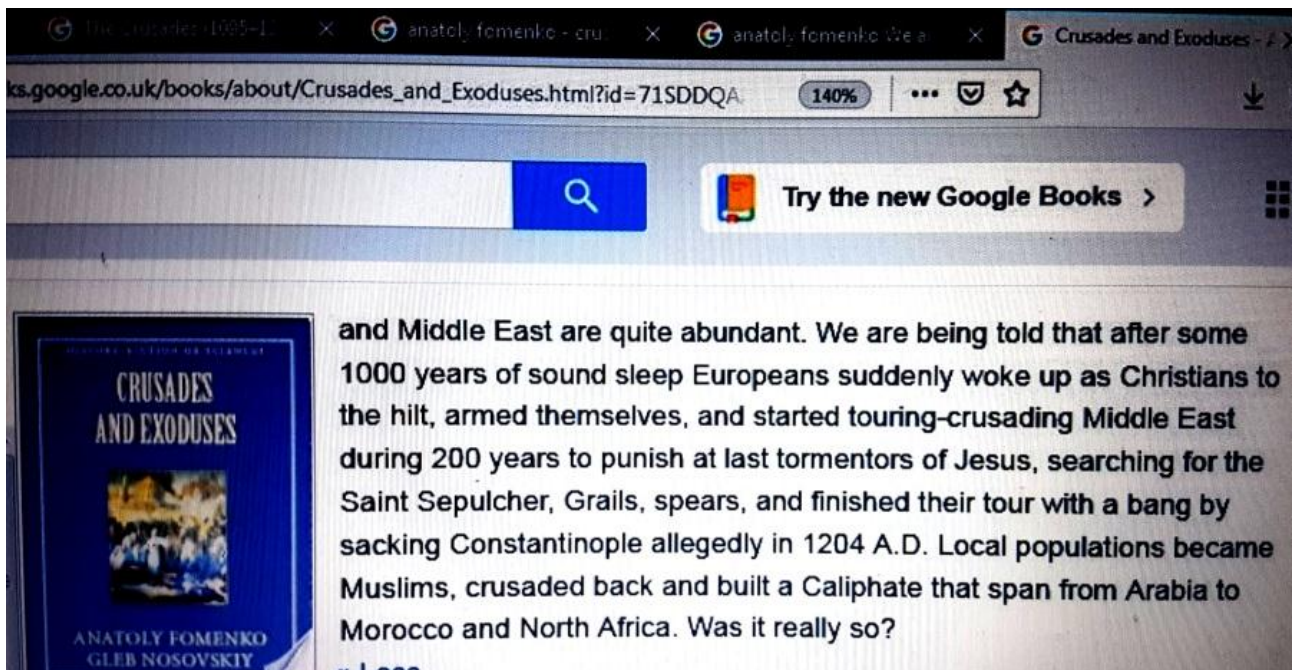 anatoly fomenko - cru
anatoly fomenko We a
Crusades and Exoduses -
ks.google.co.uk/books/about/Crusades_and_Exoduses.html?id=71SDDQA
140%
Try the new Google Books >
CRUSADES
AND EXODUSES
ANATOLY FOMENKO
GLEB NOSOVSKIY
and Middle East are quite abundant. We are being told that after some
1000 years of sound sleep Europeans suddenly woke up as Christians to
the hilt, armed themselves, and started touring-crusading Middle East
during 200 years to punish at last tormentors of Jesus, searching for the
Saint Sepulcher, Grails, spears, and finished their tour with a bang by
sacking Constantinople allegedly in 1204 A.D. Local populations became
Muslims, crusaded back and built a Caliphate that span from Arabia to
Morocco and North Africa. Was it really so?